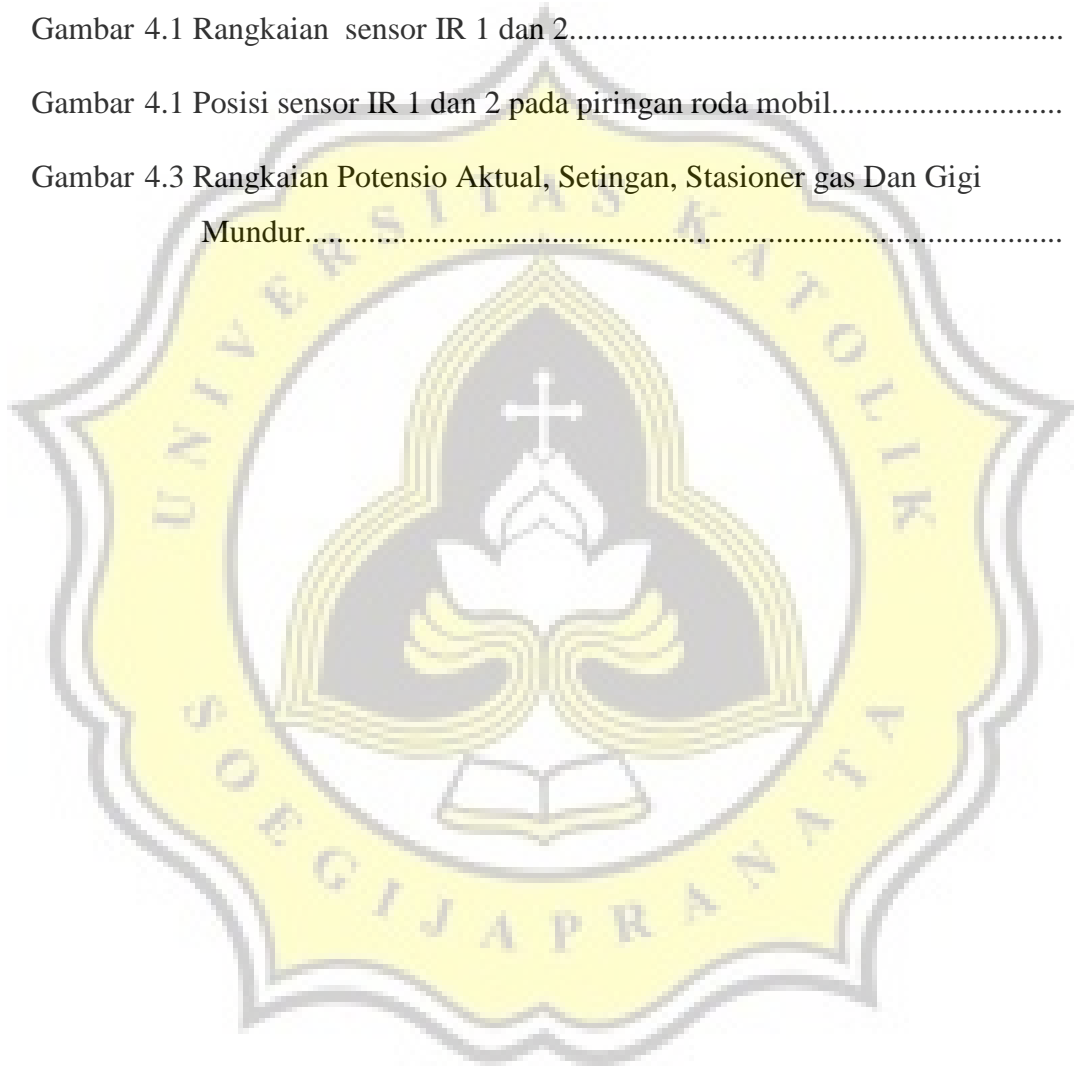 Gambar 4.1 Rangkaian  sensor IR 1 dan 2..............................................................
Gambar 4.1 Posisi sensor IR 1 dan 2 pada piringan roda mobil.............................
Gambar 4.3 Rangkaian Potensio Aktual, Setingan, Stasioner gas Dan Gigi
Mundur...............................................................................................
UNIVERSITAS KATOLIK
SOEGIJAPRANATA